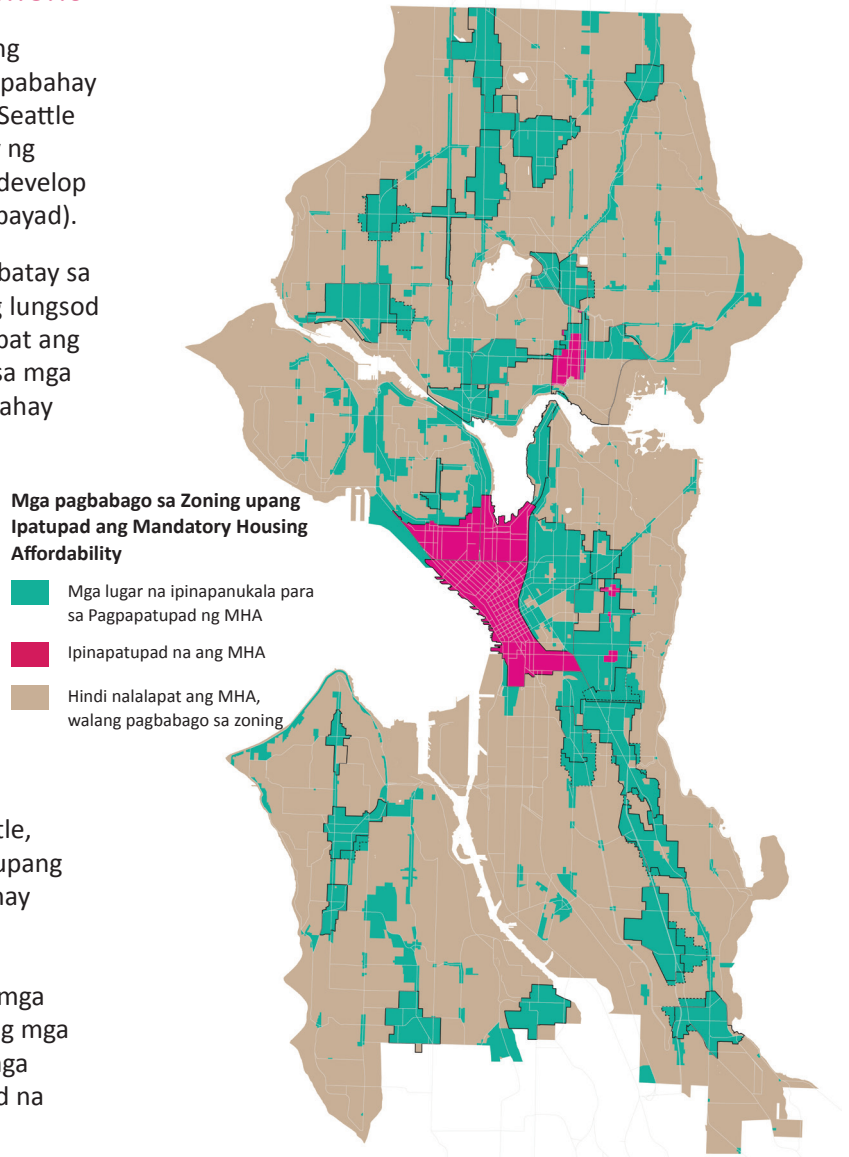 ng
pabahay
Seattle
ng
develop
bayad).
batay sa
g lungsod
pat ang
sa mga
ahay
Mga pagbabago sa Zoning upang
Ipatupad ang Mandatory Housing
Affordability
Mga lugar na ipinapanukala para
sa Pagpapatupad ng MHA
Ipinapatupad na ang MHA
Hindi nalalapat ang MHA,
walang pagbabago sa zoning
tle,
upang
hay
mga
g mga
nga
d na